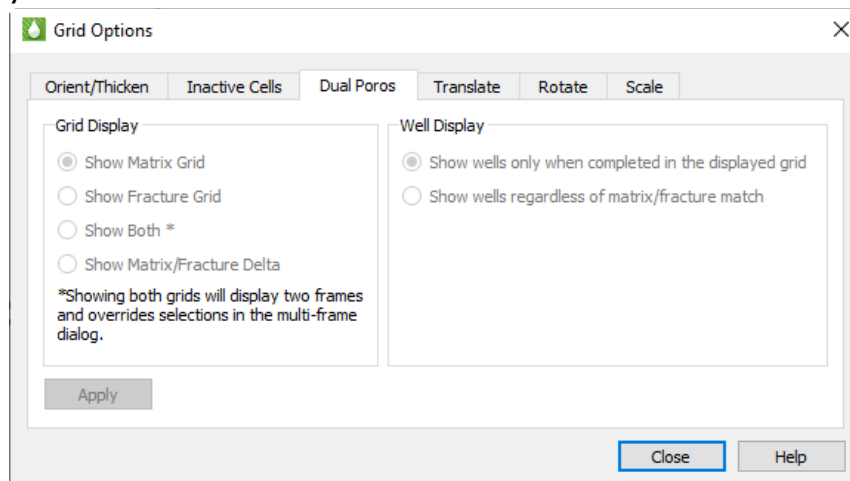 Grid Options
Orient/Thicken Inactive Cells Dual Poros Translate Rotate Scale
Grid Display
Show Matrix Grid
Show Fracture Grid
Show Both *
Show Matrix/Fracture Delta
*Showing both grids will display two frames
and overrides selections in the multi-frame
dialog.
Well Display
Show wells only when completed in the displayed grid
Show wells regardless of matrix/fracture match
Apply
Close Help